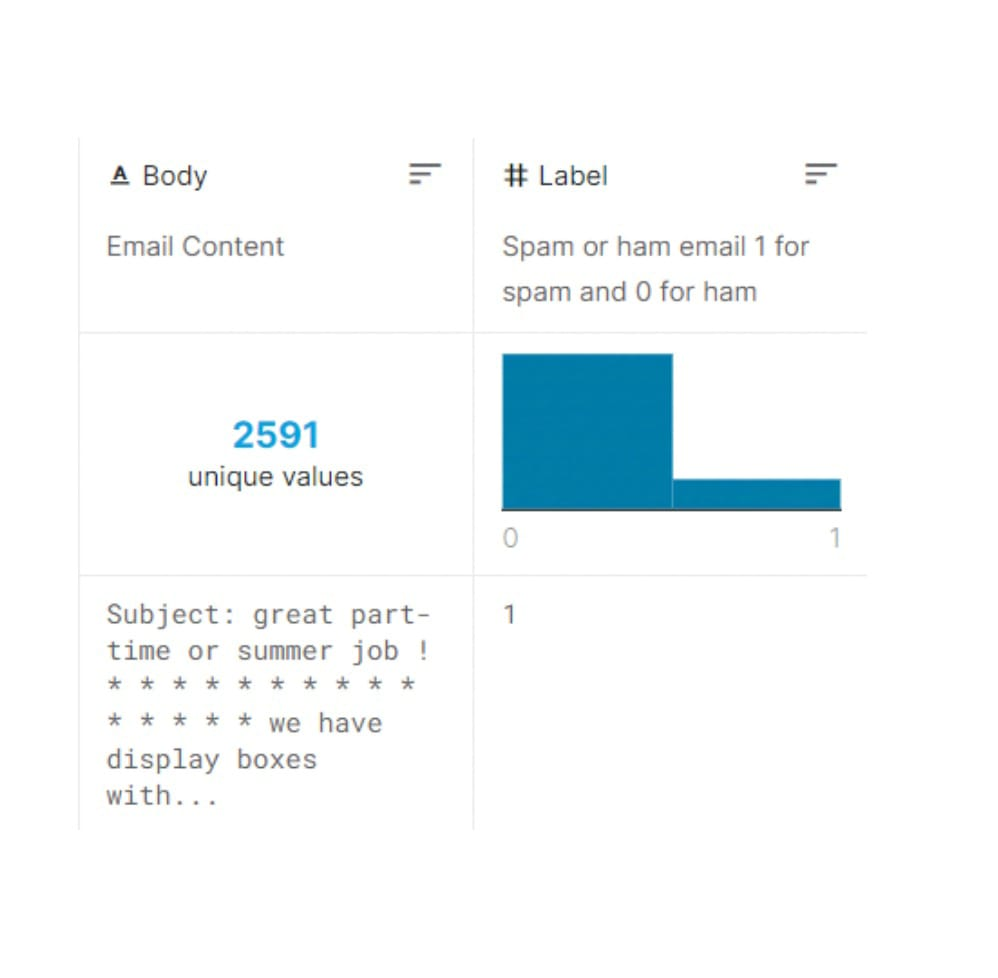 Body
Label
Email Content
Spam or ham email 1 for
spam and 0 for ham
2591
unique values
0
1
Subject: great part-
time or summer job !
* * * * * * * * * *
* * * * * we have
display boxes
with...
1